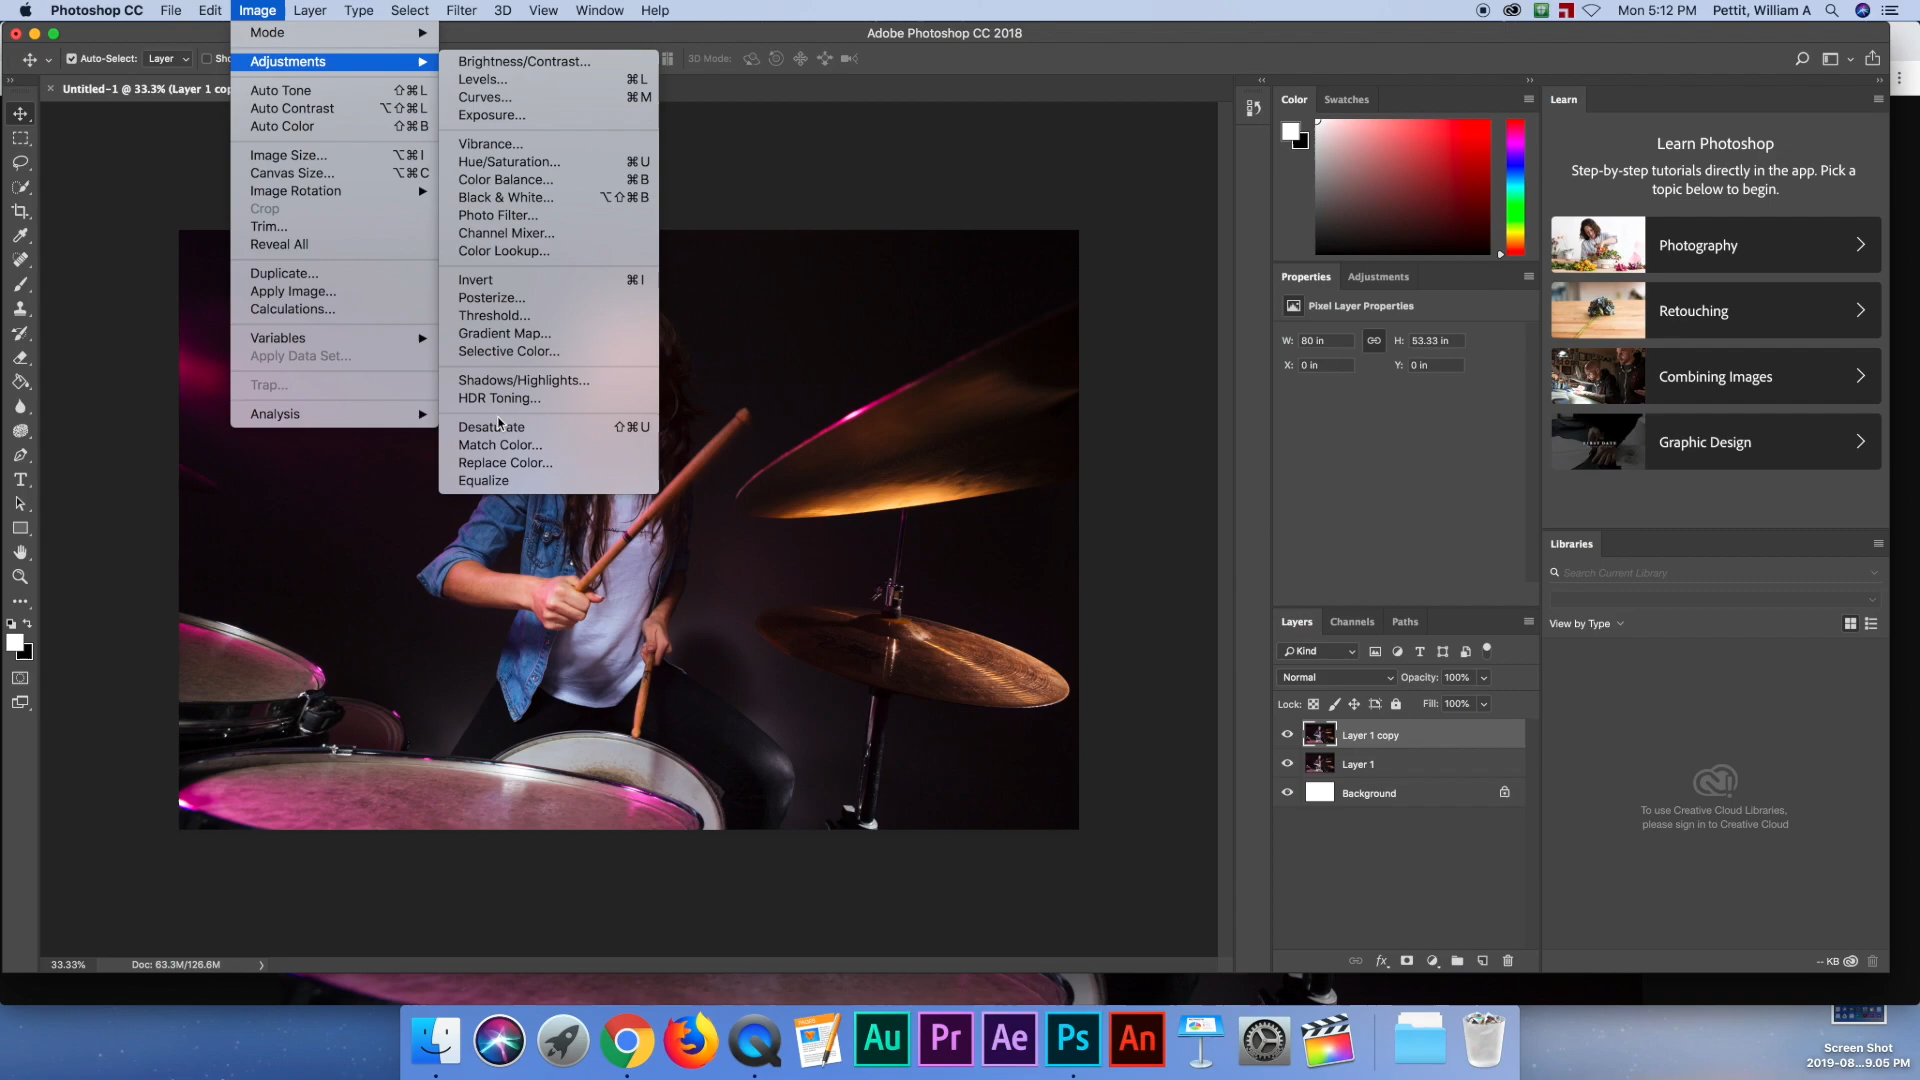 Photoshop CC File Edit Image Layer Type Select Filter 3D View Window Help
Mon 5:12 PM Pettit, William A
Adobe Photoshop CC 2018
Auto-Select: Layer Sho
3D Mode:
Untitled-1 @ 33.3% (Layer 1 cop
Mode
Adjustments
Auto Tone ⇧⌘L
Auto Contrast ⌥⇧⌘L
Auto Color ⇧⌘B
Image Size... ⌥⌘I
Canvas Size... ⌥⌘C
Image Rotation
Crop
Trim...
Reveal All
Duplicate...
Apply Image...
Calculations...
Variables
Apply Data Set...
Trap...
Analysis
Brightness/Contrast...
Levels... ⌘L
Curves... ⌘M
Exposure...
Vibrance...
Hue/Saturation... ⌘U
Color Balance... ⌘B
Black & White... ⌥⇧⌘B
Photo Filter...
Channel Mixer...
Color Lookup...
Invert ⌘I
Posterize...
Threshold...
Gradient Map...
Selective Color...
Shadows/Highlights...
HDR Toning...
Desaturate ⇧⌘U
Match Color...
Replace Color...
Equalize
33.33% Doc: 63.3M/126.6M
Color Swatches
Properties Adjustments
Pixel Layer Properties
W: 80 in H: 53.33 in
X: 0 in Y: 0 in
Layers Channels Paths
Kind
Normal Opacity: 100%
Lock: Fill: 100%
Layer 1 copy
Layer 1
Background
fx
Learn
Learn Photoshop
Step-by-step tutorials directly in the app. Pick a
topic below to begin.
Photography
Retouching
Combining Images
Graphic Design
Libraries
Search Current Library
View by Type
To use Creative Cloud Libraries,
please sign in to Creative Cloud
-- KB
Au Pr Ae Ps An
Screen Shot
2019-08...9.05 PM